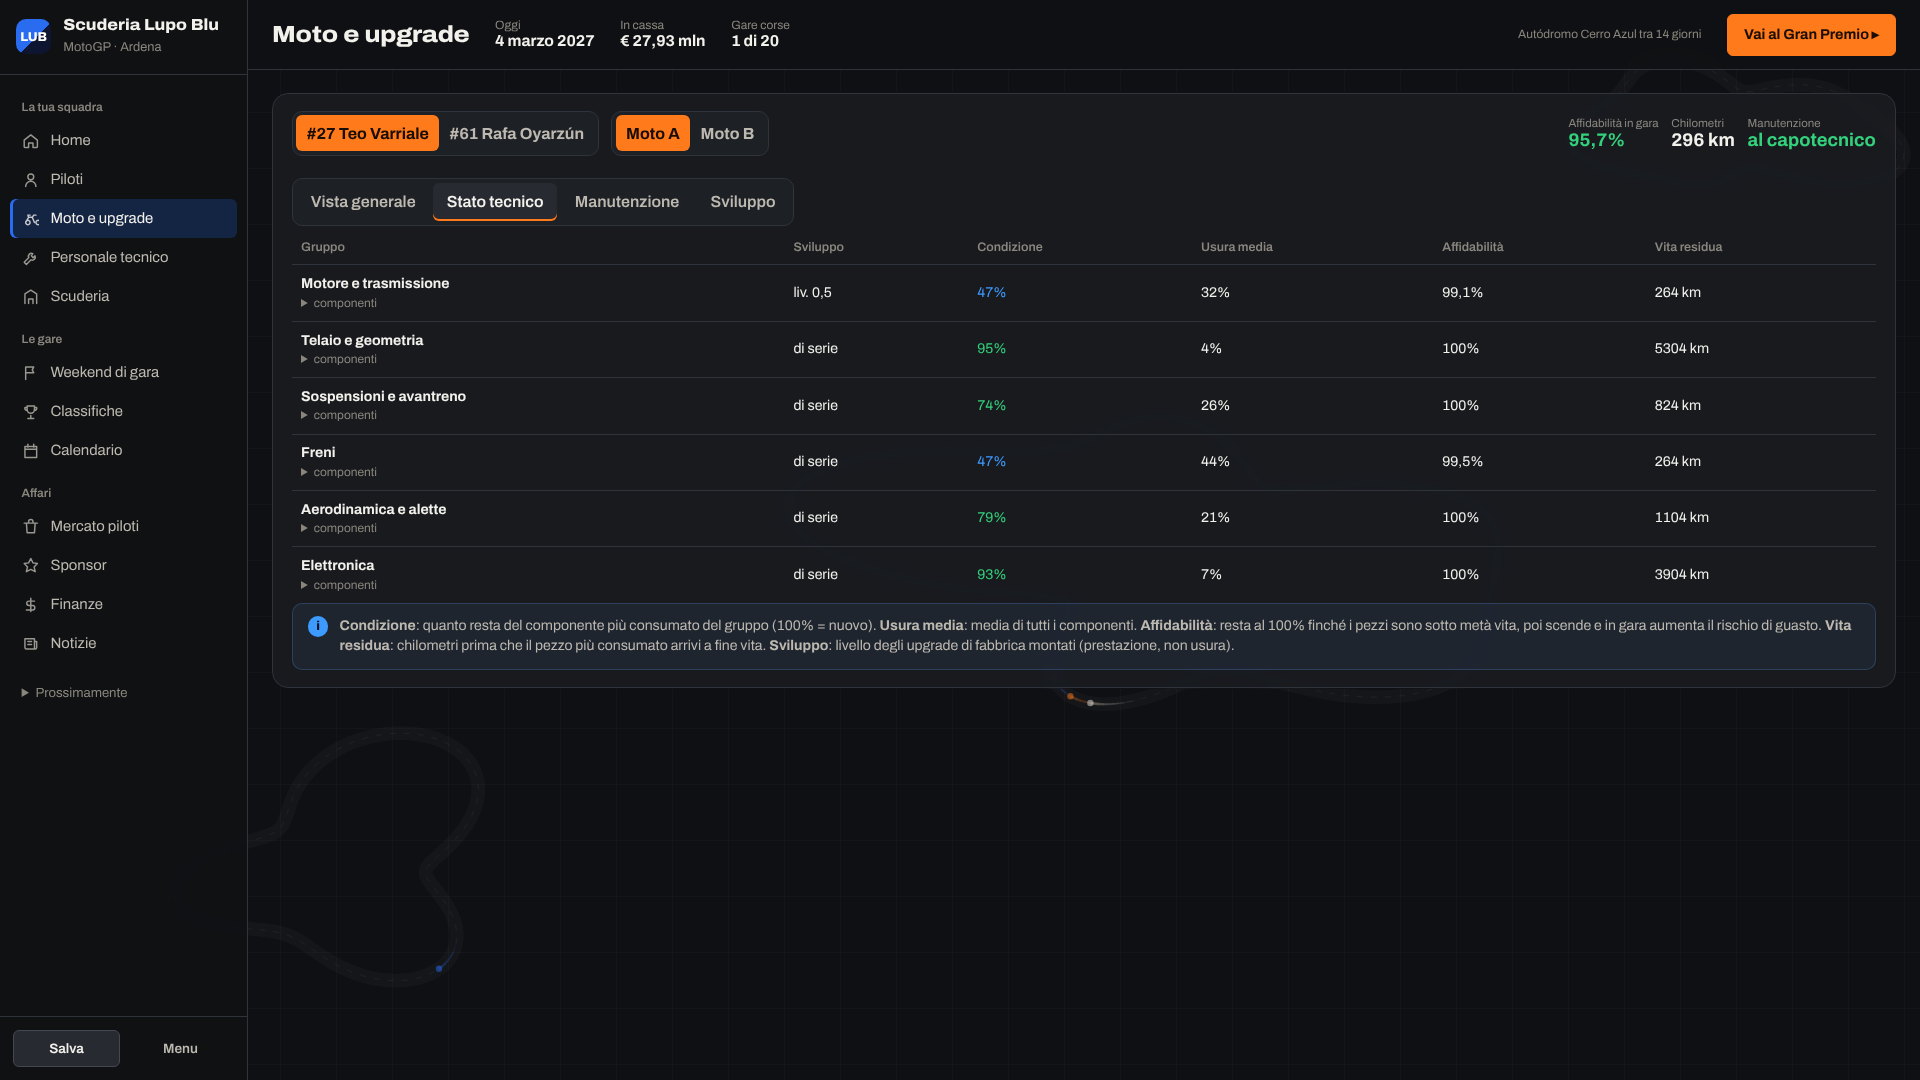 LUB
Scuderia Lupo Blu
MotoGP · Ardena
La tua squadra
Home
Piloti
Moto e upgrade
Personale tecnico
Scuderia
Le gare
Weekend di gara
Classifiche
Calendario
Affari
Mercato piloti
Sponsor
Finanze
Notizie
Prossimamente
Salva
Menu
Moto e upgrade
Oggi
4 marzo 2027
In cassa
€ 27,93 mln
Gare corse
1 di 20
Autódromo Cerro Azul tra 14 giorni
Vai al Gran Premio ▸
#27 Teo Varriale
#61 Rafa Oyarzún
Moto A
Moto B
Affidabilità in gara
95,7%
Chilometri
296 km
Manutenzione
al capotecnico
Vista generale
Stato tecnico
Manutenzione
Sviluppo
Gruppo Sviluppo Condizione Usura media Affidabilità Vita residua
Motore e trasmissione
componenti
liv. 0,5 47% 32% 99,1% 264 km
Telaio e geometria
componenti
di serie 95% 4% 100% 5304 km
Sospensioni e avantreno
componenti
di serie 74% 26% 100% 824 km
Freni
componenti
di serie 47% 44% 99,5% 264 km
Aerodinamica e alette
componenti
di serie 79% 21% 100% 1104 km
Elettronica
componenti
di serie 93% 7% 100% 3904 km
Condizione: quanto resta del componente più consumato del gruppo (100% = nuovo). Usura media: media di tutti i componenti. Affidabilità: resta al 100% finché i pezzi sono sotto metà vita, poi scende e in gara aumenta il rischio di guasto. Vita
residua: chilometri prima che il pezzo più consumato arrivi a fine vita. Sviluppo: livello degli upgrade di fabbrica montati (prestazione, non usura).